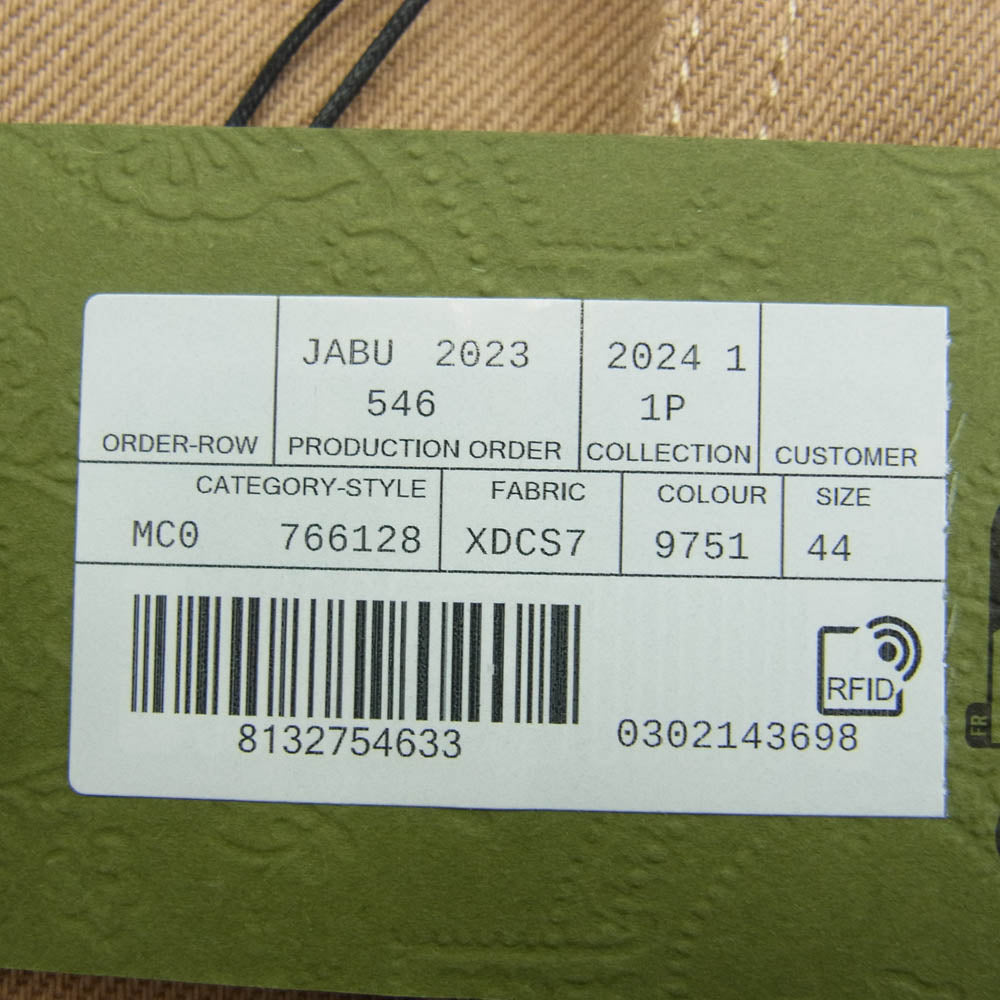 JABU 2023 2024 1
546 1P
ORDER-ROW PRODUCTION ORDER COLLECTION CUSTOMER
CATEGORY-STYLE FABRIC COLOUR SIZE
MC0 766128 XDCS7 9751 44
RFID
8132754633 0302143698
FR